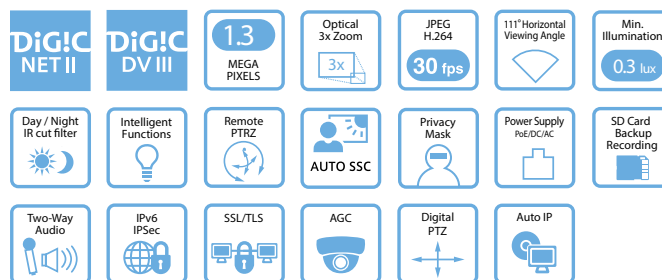 DiG!C
NET II
DiG!C
DV III
1.3
MEGA
PIXELS
Optical
3x Zoom
3x
JPEG
H.264
30 fps
111° Horizontal
Viewing Angle
Min.
Illumination
0.3 lux
Day / Night
IR cut filter
Intelligent
Functions
Remote
PTRZ
AUTO SSC
Privacy
Mask
Power Supply
PoE/DC/AC
SD Card
Backup
Recording
Two-Way
Audio
IPv6
IPSec
SSL/TLS
AGC
Digital
PTZ
Auto IP